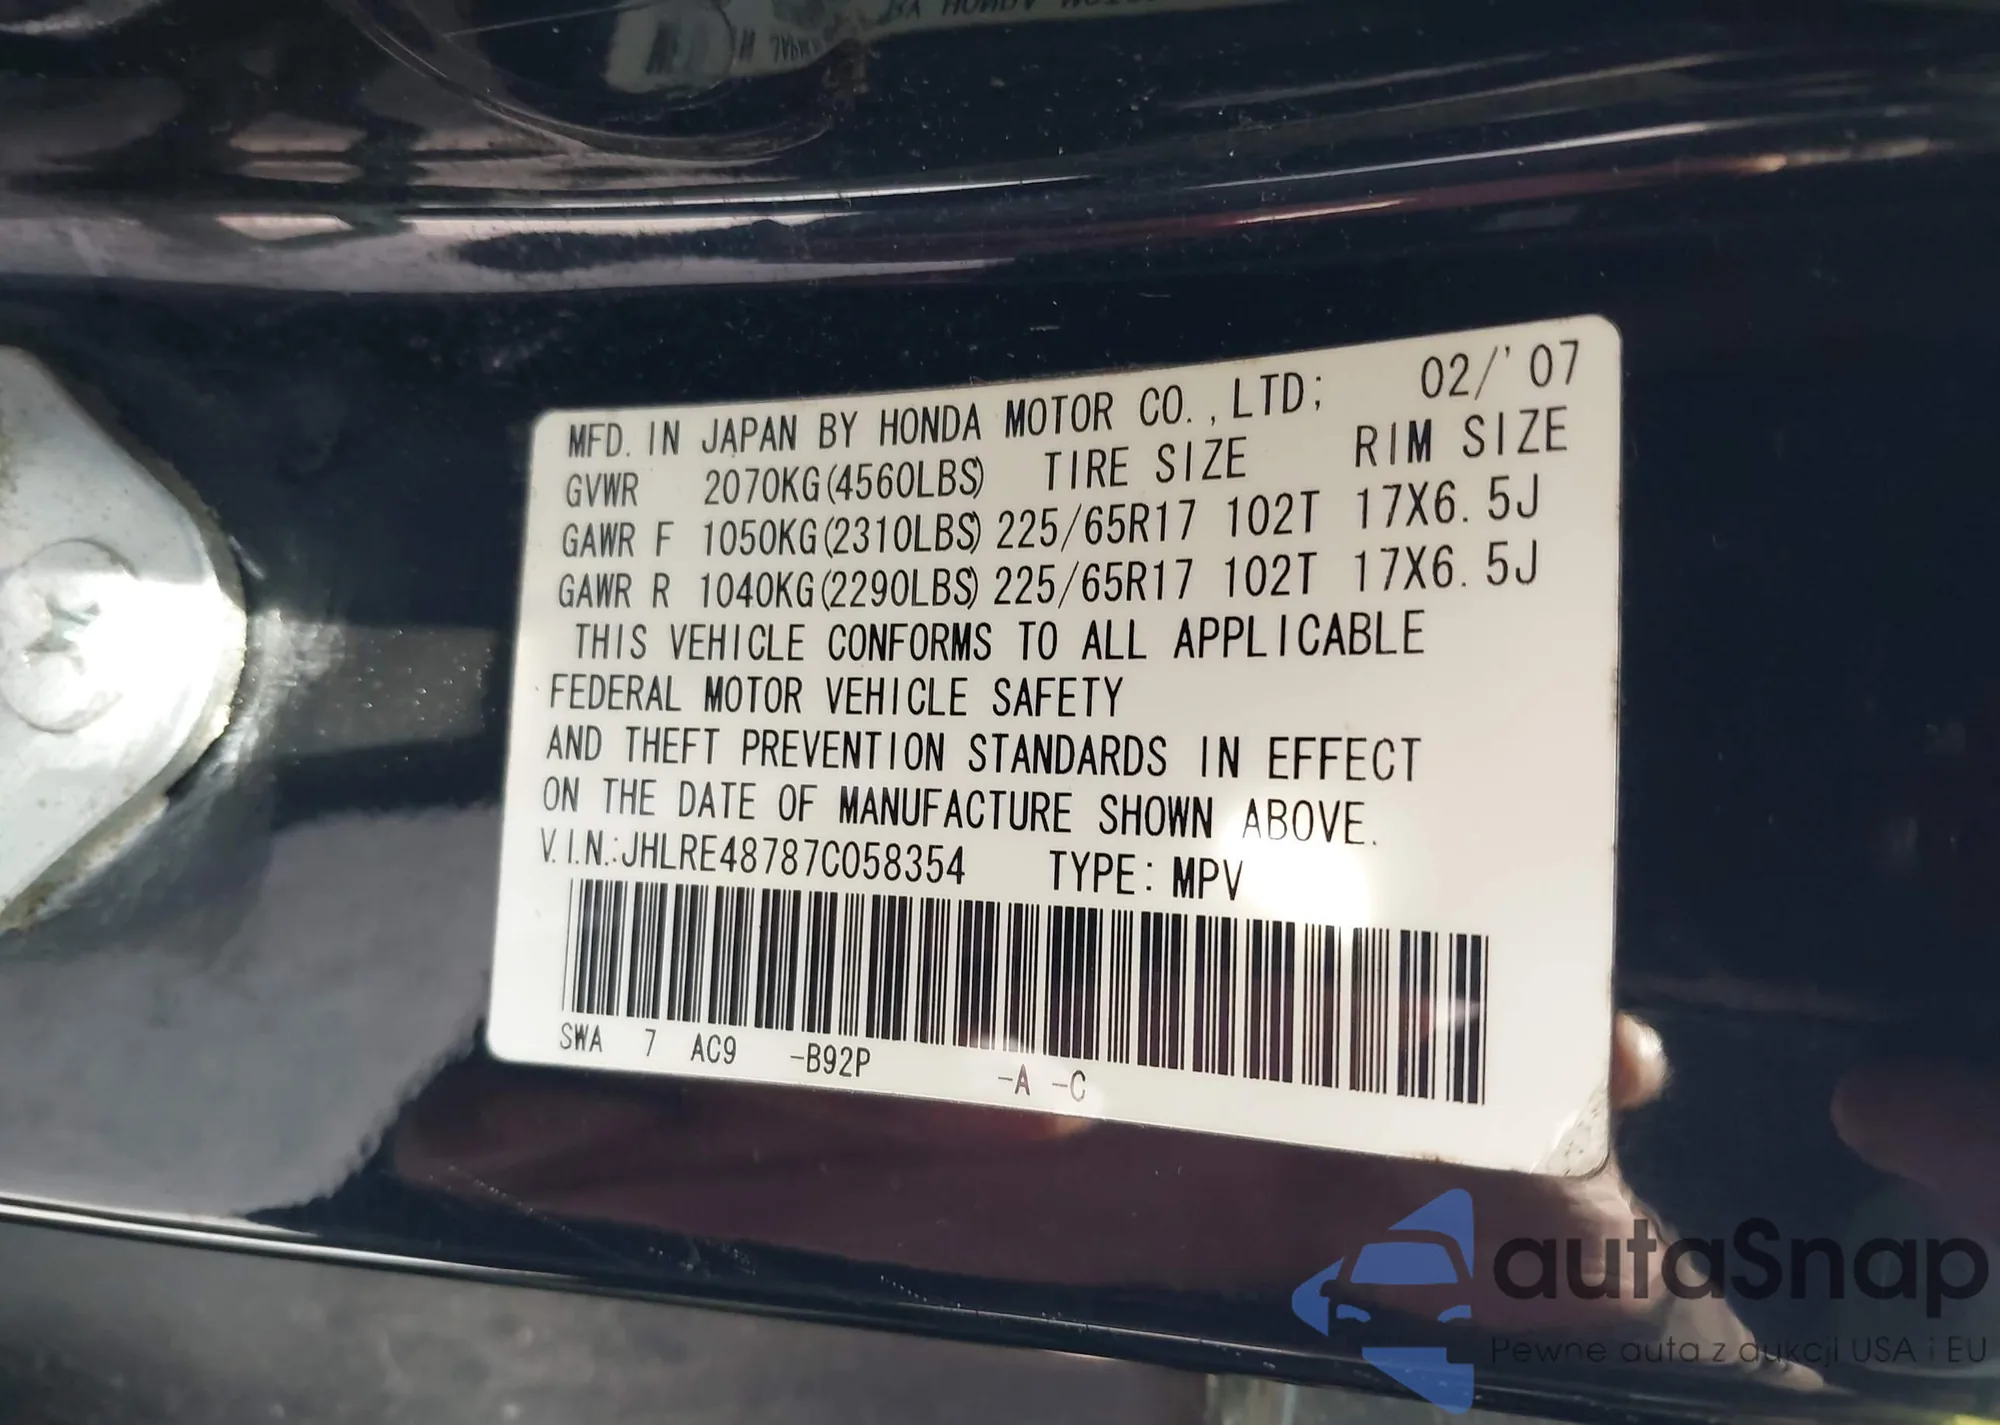 MFD. IN JAPAN BY HONDA MOTOR CO.,LTD; 02/'07
GVWR 2070KG(4560LBS) TIRE SIZE RIM SIZE
GAWR F 1050KG(2310LBS) 225/65R17 102T 17X6.5J
GAWR R 1040KG(2290LBS) 225/65R17 102T 17X6.5J
THIS VEHICLE CONFORMS TO ALL APPLICABLE
FEDERAL MOTOR VEHICLE SAFETY
AND THEFT PREVENTION STANDARDS IN EFFECT
ON THE DATE OF MANUFACTURE SHOWN ABOVE.
V.I.N.:JHLRE48787C058354 TYPE: MPV
SWA 7 AC9 -B92P -A -C
autaSnap
Pewne auta z aukcji USA i EU